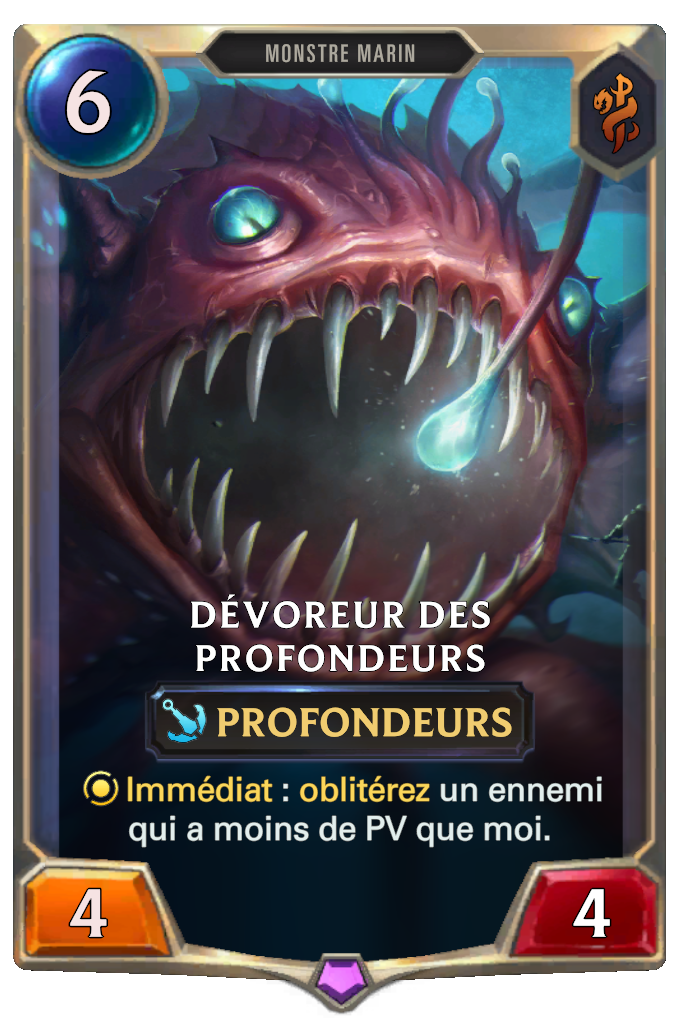 MONSTRE MARIN
6
DÉVOREUR DES
PROFONDEURS
PROFONDEURS
Immédiat : oblitérez un ennemi
qui a moins de PV que moi.
4
4